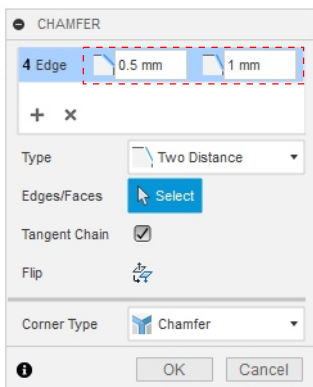 CHAMFER
4 Edge 0.5 mm 1 mm
Type Two Distance
Edges/Faces Select
Tangent Chain
Flip
Corner Type Chamfer
OK Cancel